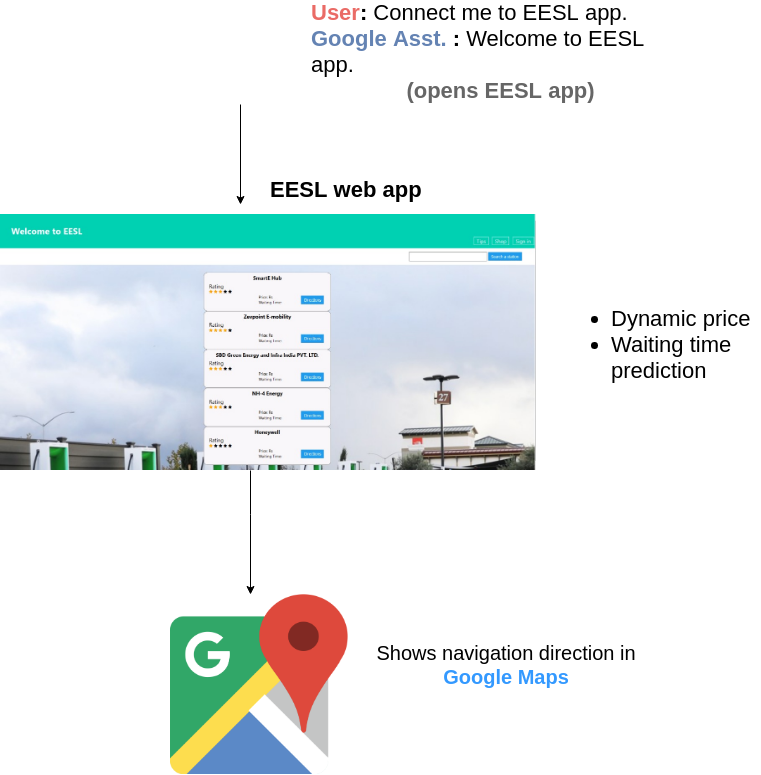 User: Connect me to EESL app.
Google Asst. : Welcome to EESL
app.
(opens EESL app)
EESL web app
Welcome to EESL
Tips Shop Sign in
Search a station
SmartE Hub
Rating
Price: Rs
Waiting Time:
Directions
Zevpoint E-mobility
Rating
Price: Rs
Waiting Time:
Directions
SBD Green Energy and Infra India PVT. LTD.
Rating
Price: Rs
Waiting Time:
Directions
NH-4 Energy
Rating
Price: Rs
Waiting Time:
Directions
Honeywell
Rating
Price: Rs
Waiting Time:
Directions
27
Dynamic price
Waiting time
prediction
G
Shows navigation direction in
Google Maps